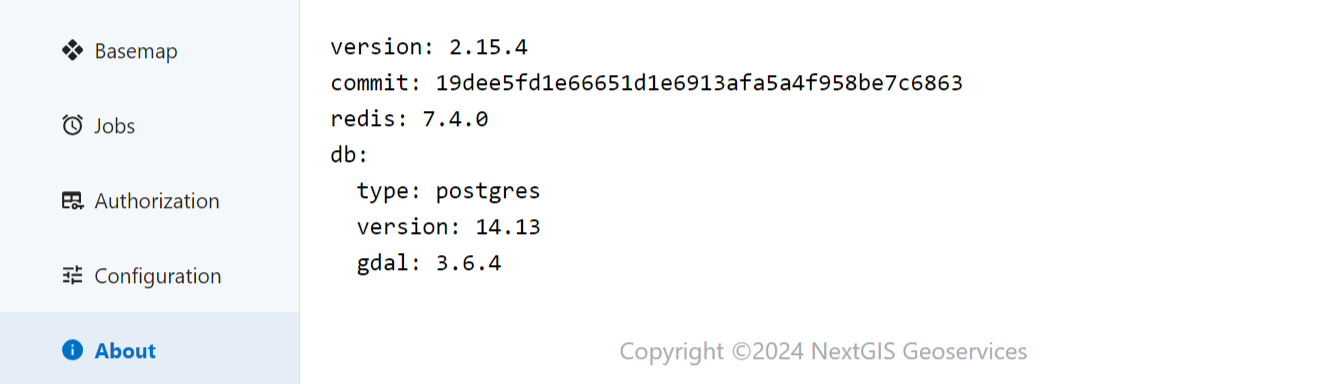 Basemap
Jobs
Authorization
Configuration
About
version: 2.15.4
commit: 19dee5fd1e66651d1e6913afa5a4f958be7c6863
redis: 7.4.0
db:
  type: postgres
  version: 14.13
  gdal: 3.6.4
Copyright ©2024 NextGIS Geoservices